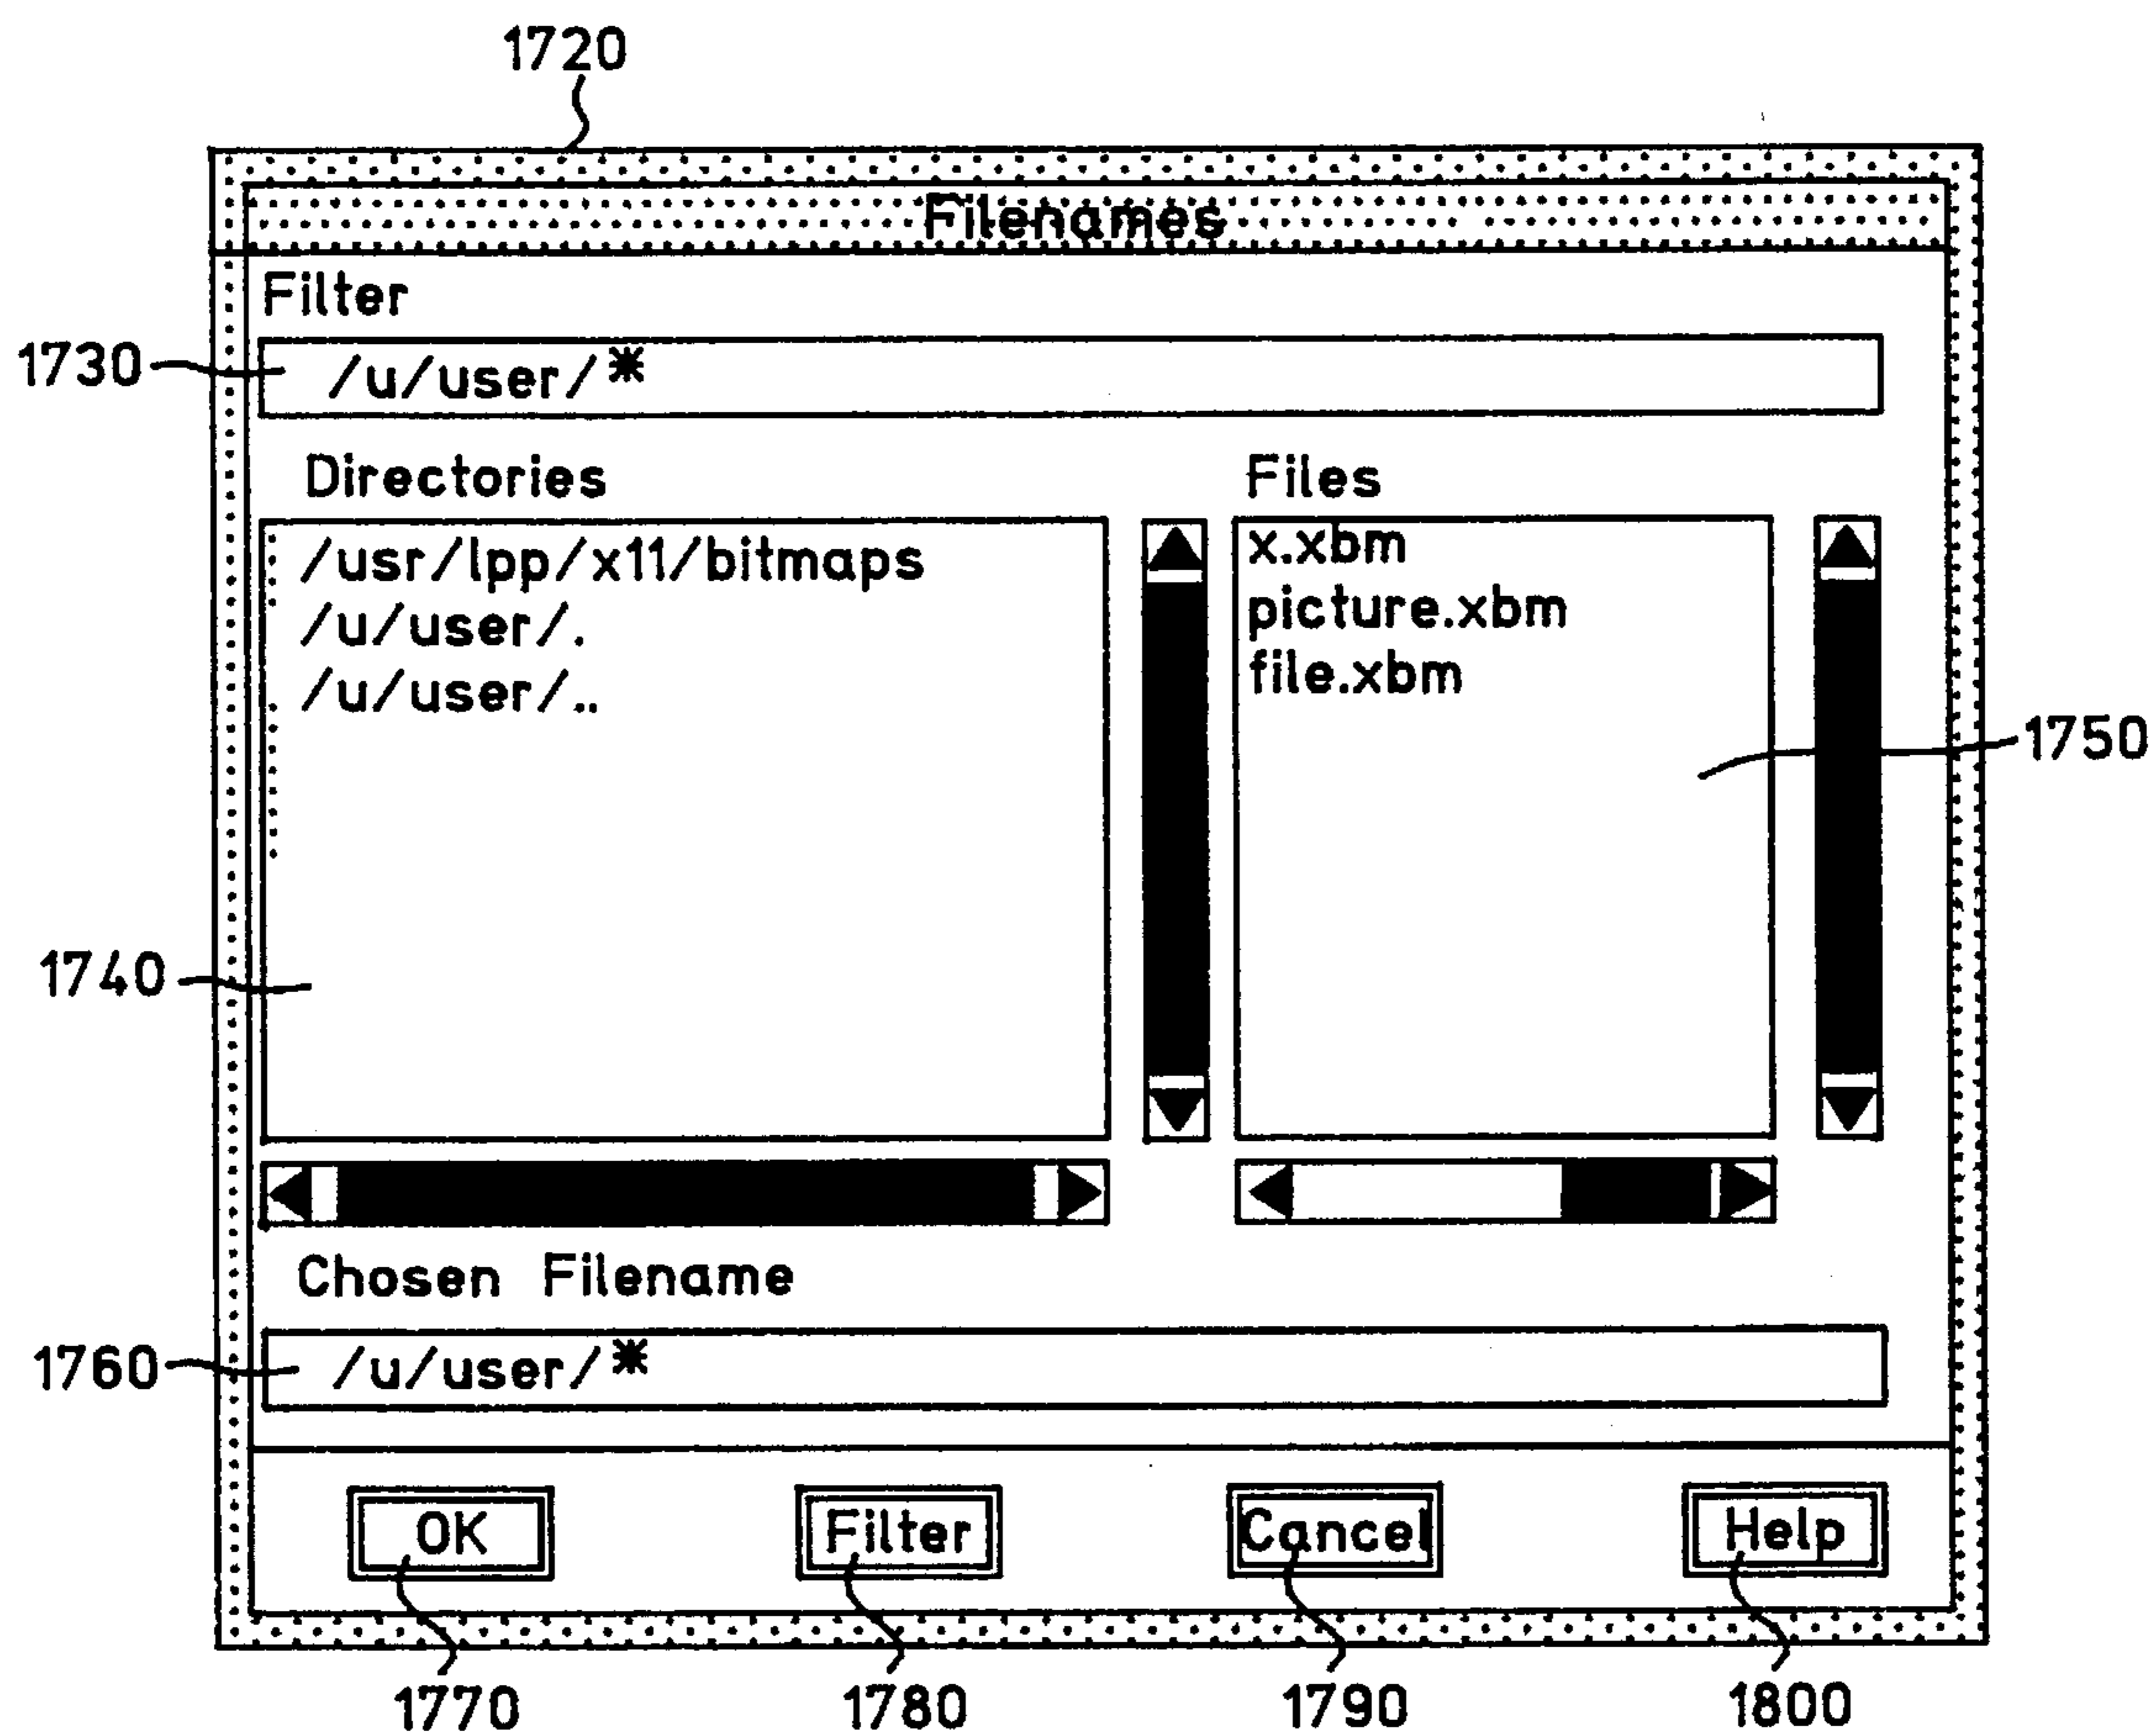 1720
Filenames
Filter
1730
/u/user/*
Directories
Files
/usr/lpp/x11/bitmaps
/u/user/.
/u/user/..
x.xbm
picture.xbm
file.xbm
1750
1740
Chosen Filename
1760
/u/user/*
OK
Filter
Cancel
Help
1770
1780
1790
1800